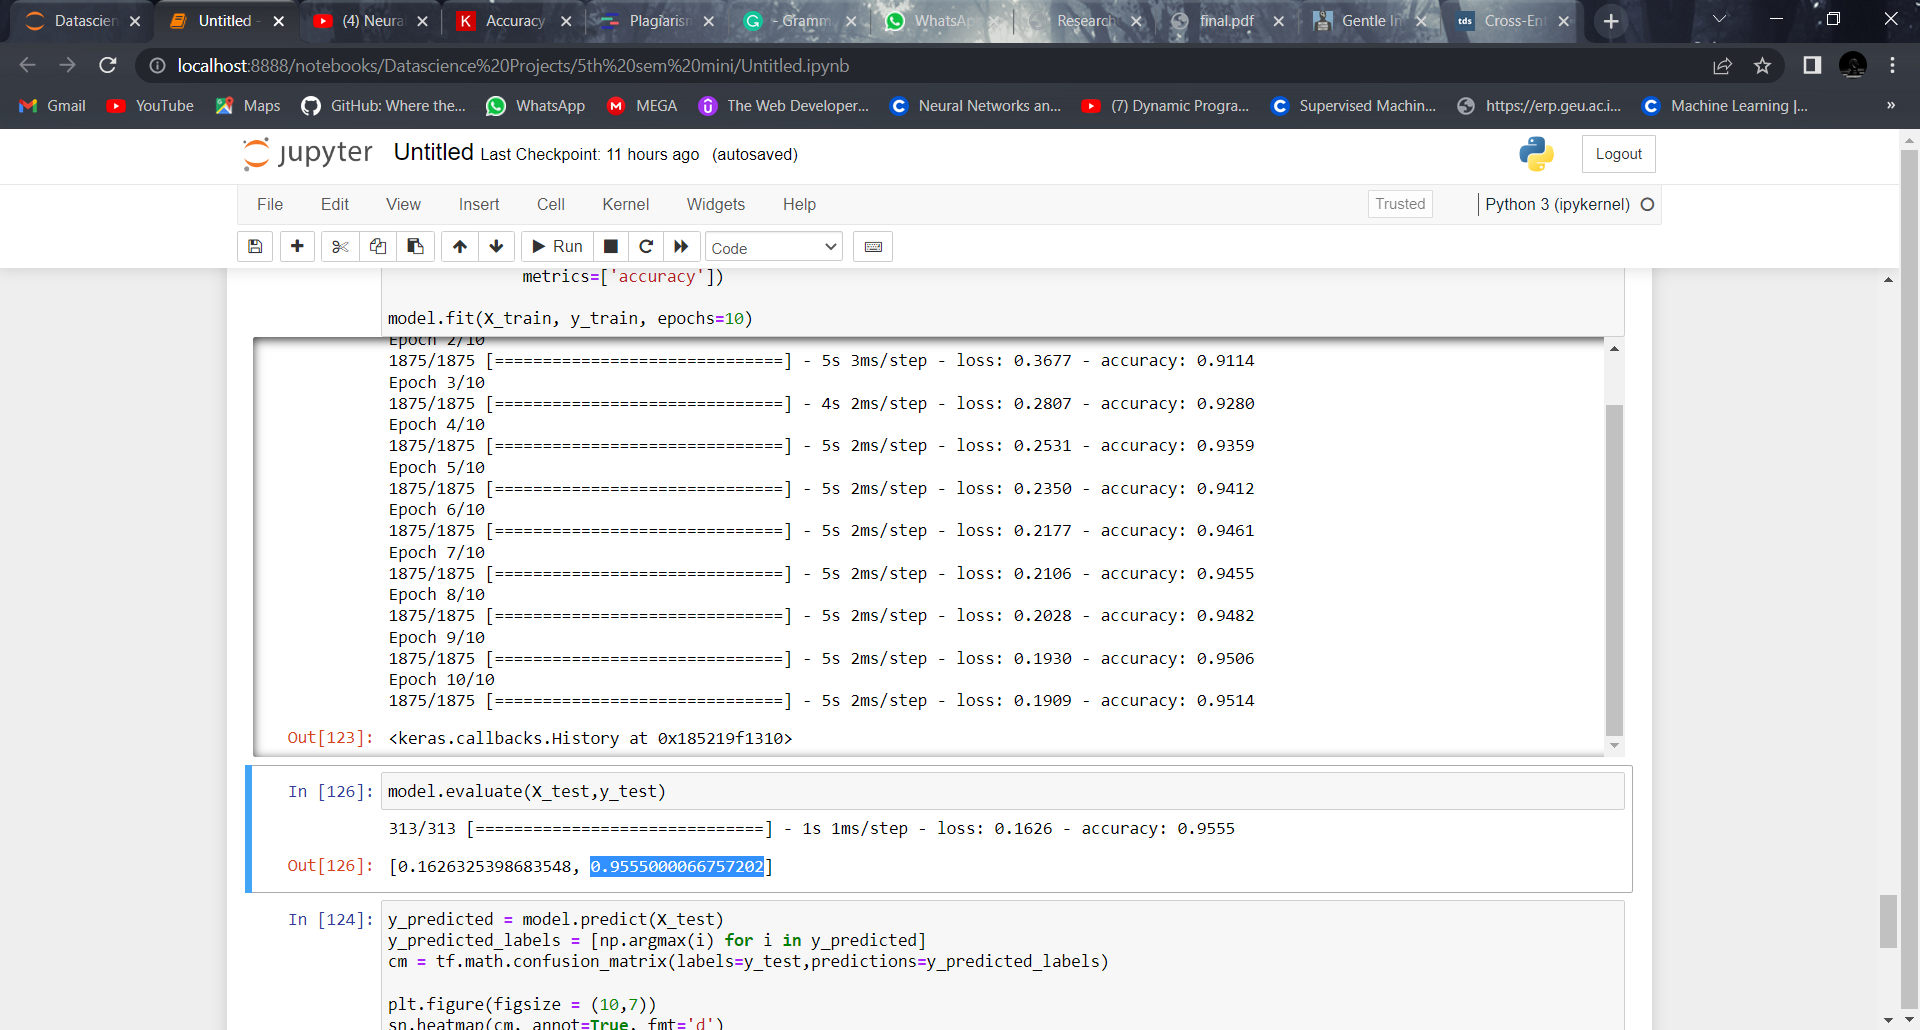 Datascien
Untitled -
(4) Neura
Accuracy
Plagiarism
- Gramm
WhatsAp
Research
final.pdf
Gentle In
tds Cross-En
localhost:8888/notebooks/Datascience%20Projects/5th%20sem%20mini/Untitled.ipynb
Gmail
YouTube
Maps
GitHub: Where the...
WhatsApp
MEGA
The Web Developer...
Neural Networks an...
(7) Dynamic Progra...
Supervised Machin...
https://erp.geu.ac.i...
Machine Learning |...
»
jupyter Untitled Last Checkpoint: 11 hours ago (autosaved)
Logout
File Edit View Insert Cell Kernel Widgets Help
Trusted
Python 3 (ipykernel)
Run
Code
metrics=['accuracy'])
model.fit(X_train, y_train, epochs=10)
Epoch 2/10
1875/1875 [==============================] - 5s 3ms/step - loss: 0.3677 - accuracy: 0.9114
Epoch 3/10
1875/1875 [==============================] - 4s 2ms/step - loss: 0.2807 - accuracy: 0.9280
Epoch 4/10
1875/1875 [==============================] - 5s 2ms/step - loss: 0.2531 - accuracy: 0.9359
Epoch 5/10
1875/1875 [==============================] - 5s 2ms/step - loss: 0.2350 - accuracy: 0.9412
Epoch 6/10
1875/1875 [==============================] - 5s 2ms/step - loss: 0.2177 - accuracy: 0.9461
Epoch 7/10
1875/1875 [==============================] - 5s 2ms/step - loss: 0.2106 - accuracy: 0.9455
Epoch 8/10
1875/1875 [==============================] - 5s 2ms/step - loss: 0.2028 - accuracy: 0.9482
Epoch 9/10
1875/1875 [==============================] - 5s 2ms/step - loss: 0.1930 - accuracy: 0.9506
Epoch 10/10
1875/1875 [==============================] - 5s 2ms/step - loss: 0.1909 - accuracy: 0.9514
Out[123]: <keras.callbacks.History at 0x185219f1310>
In [126]: model.evaluate(X_test,y_test)
313/313 [==============================] - 1s 1ms/step - loss: 0.1626 - accuracy: 0.9555
Out[126]: [0.1626325398683548, 0.9555000066757202]
In [124]: y_predicted = model.predict(X_test)
y_predicted_labels = [np.argmax(i) for i in y_predicted]
cm = tf.math.confusion_matrix(labels=y_test,predictions=y_predicted_labels)
plt.figure(figsize = (10,7))
sn.heatmap(cm, annot=True, fmt='d')